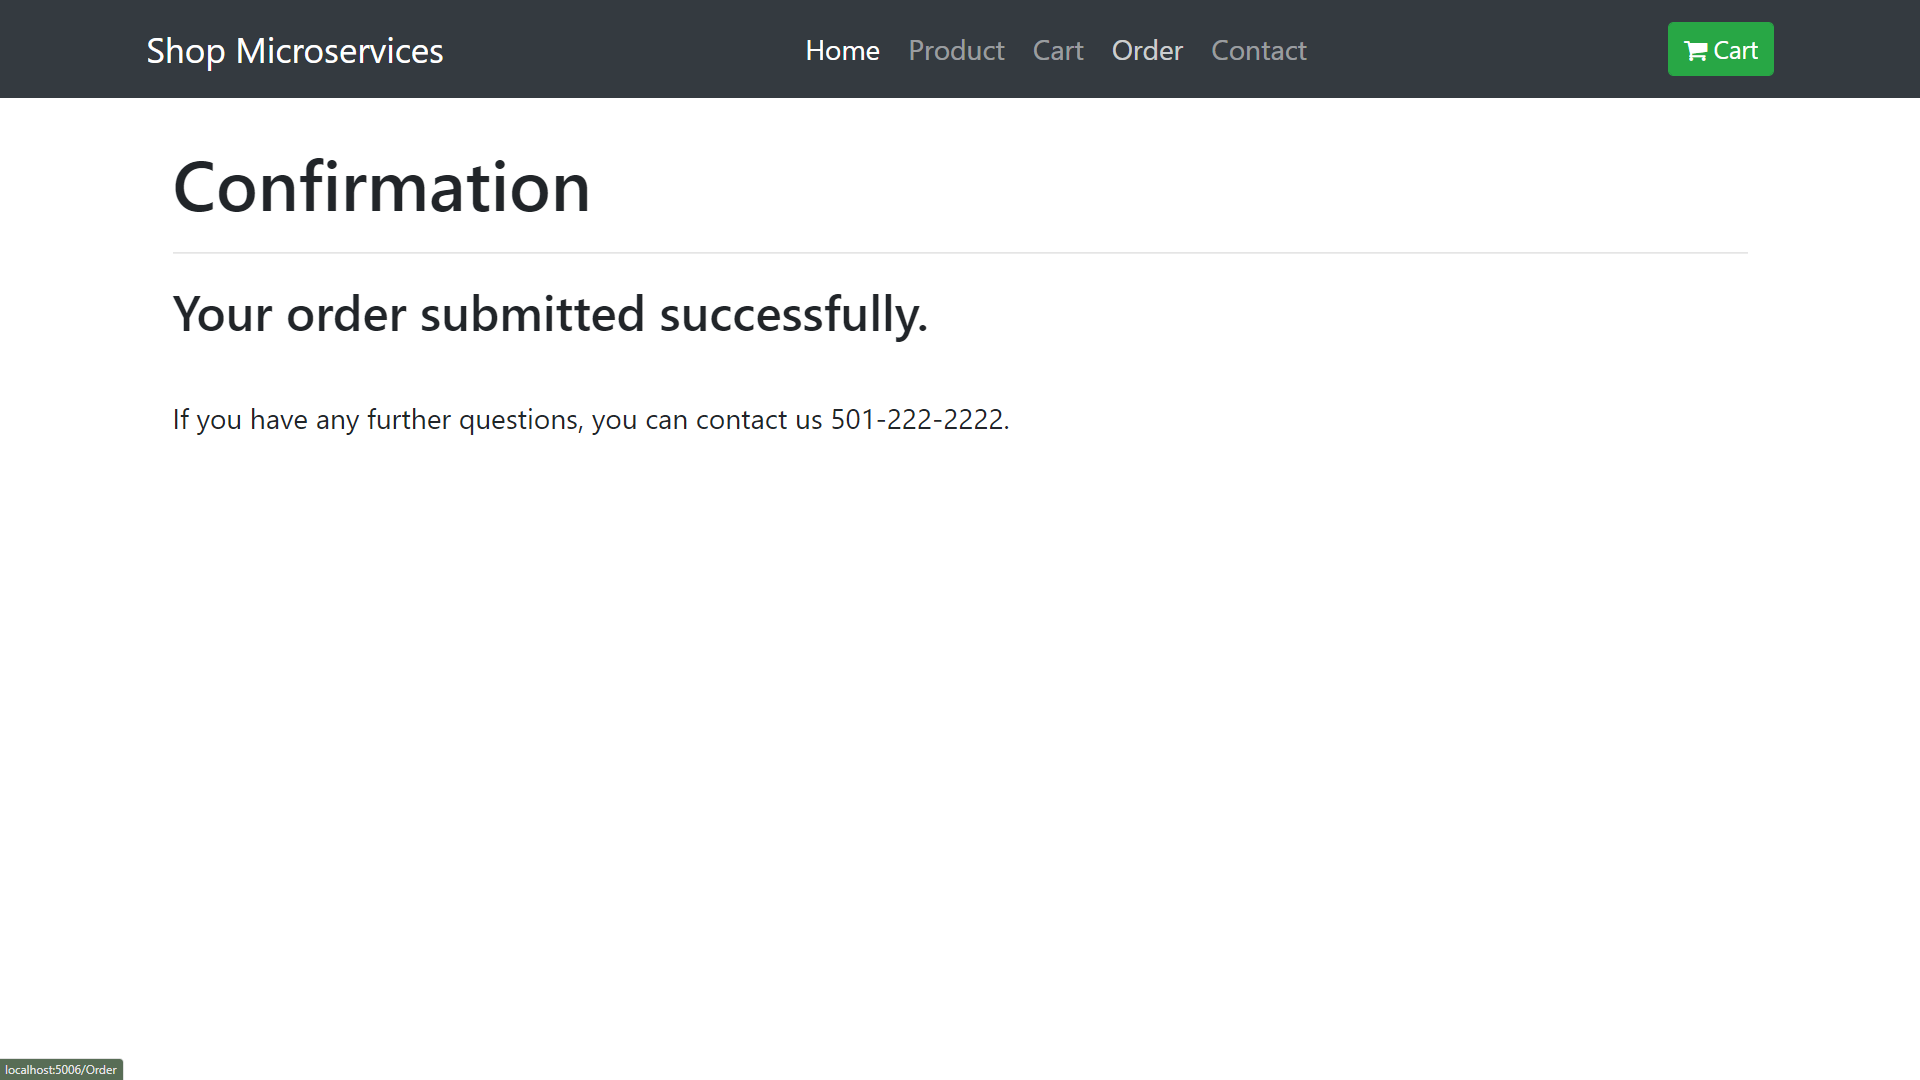 Shop Microservices
Home Product Cart Order Contact
Cart
Confirmation
Your order submitted successfully.
If you have any further questions, you can contact us 501-222-2222.
localhost:5006/Order